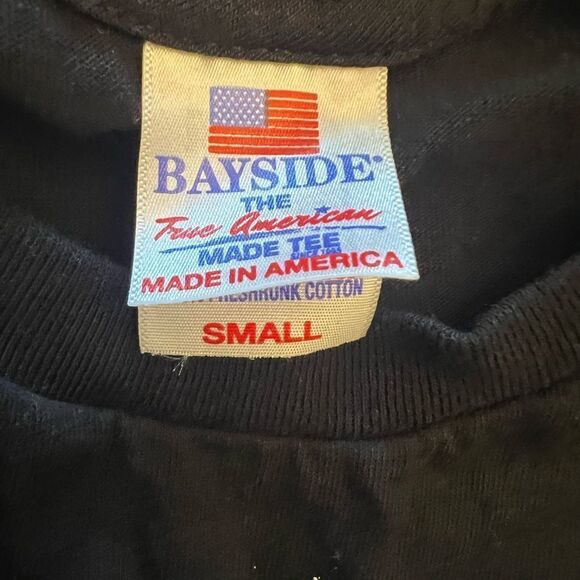 BAYSIDE
THE
True American
MADE TEE
MADE IN AMERICA
PRESHRUNK COTTON
SMALL